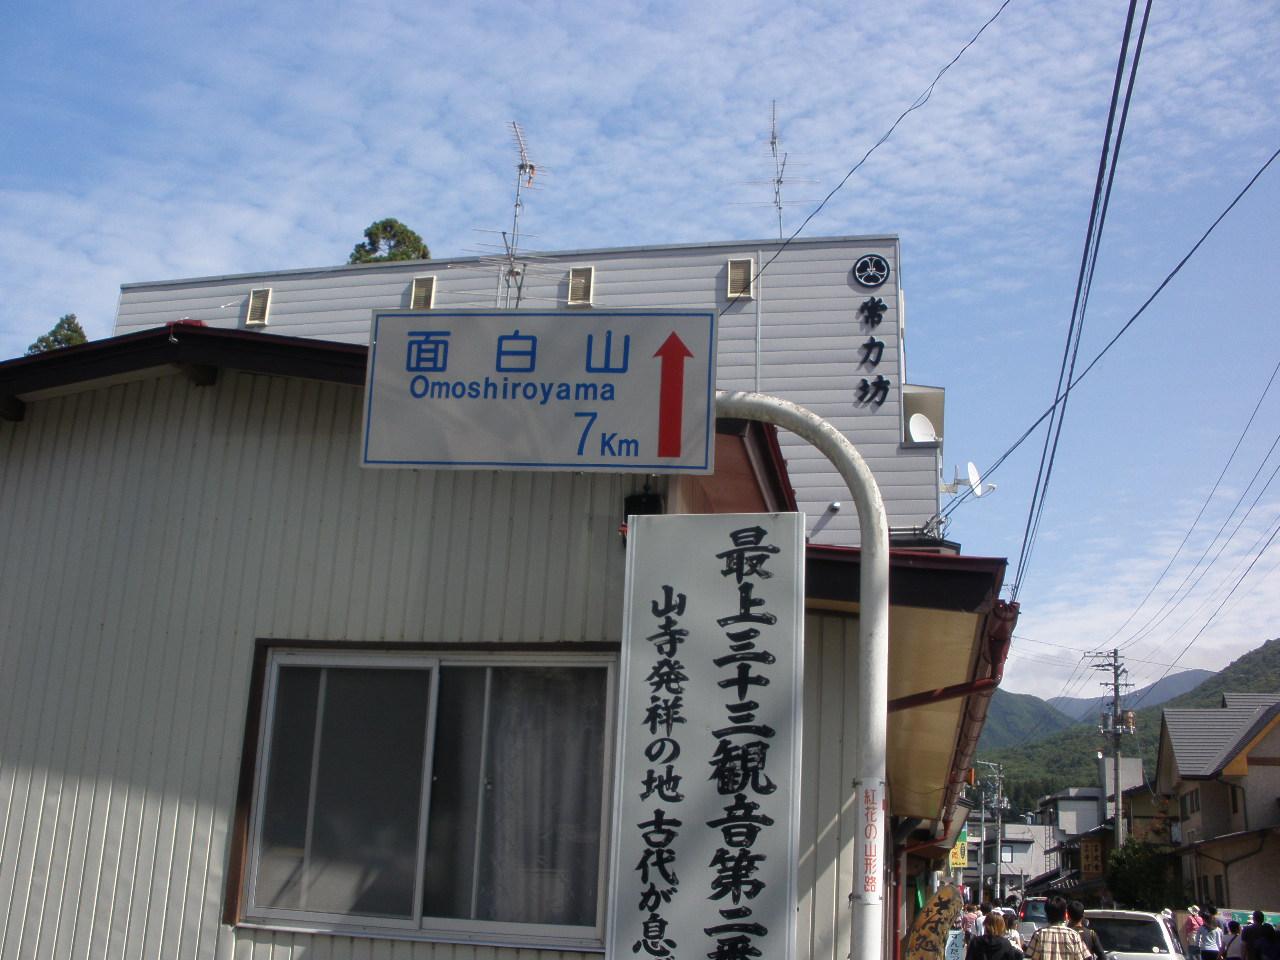 面白山
Omoshiroyama
7Km
常力坊
最上三十三観音第二番
山寺発祥の地 古代が息
紅花の山形路